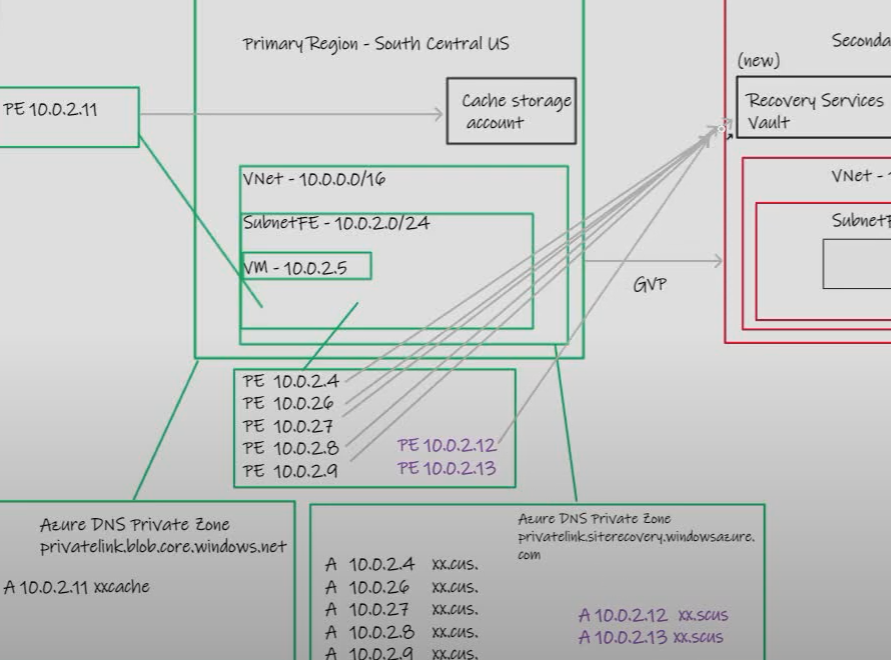 Primary Region - South Central US
Seconda
(new)
Recovery Services
Vault
PE 10.0.2.11
Cache storage
account
VNet - 10.0.0.0/16
SubnetFE - 10.0.2.0/24
VM - 10.0.2.5
VNet - 1
SubnetF
GVP
PE 10.0.2.4
PE 10.0.26
PE 10.0.27
PE 10.0.2.8
PE 10.0.2.9
PE 10.0.2.12
PE 10.0.2.13
Azure DNS Private Zone
privatelink.blob.core.windows.net
A 10.0.2.11 xxcache
Azure DNS Private Zone
privatelink.siterecovery.windowsazure.
com
A 10.0.2.4 xx.cus.
A 10.0.26 xx.cus.
A 10.0.27 xx.cus.
A 10.0.2.8 xx.cus.
A 10.0.2.9 xx.cus.
A 10.0.2.12 xx.scus
A 10.0.2.13 xx.scus